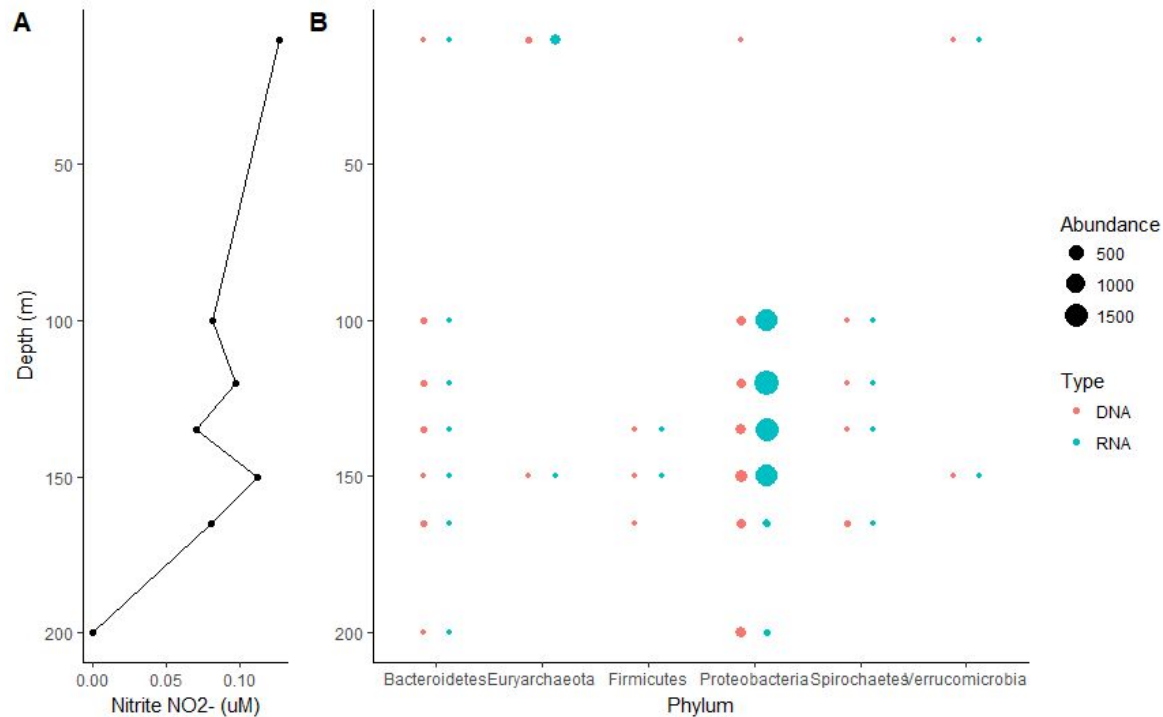 A
B
50
100
150
200
Depth (m)
0.00 0.05 0.10
Nitrite NO2- (uM)
50
100
150
200
Bacteroidetes Euryarchaeota Firmicutes Proteobacteria Spirochaetes Verrucomicrobia
Phylum
Abundance
500
1000
1500
Type
DNA
RNA